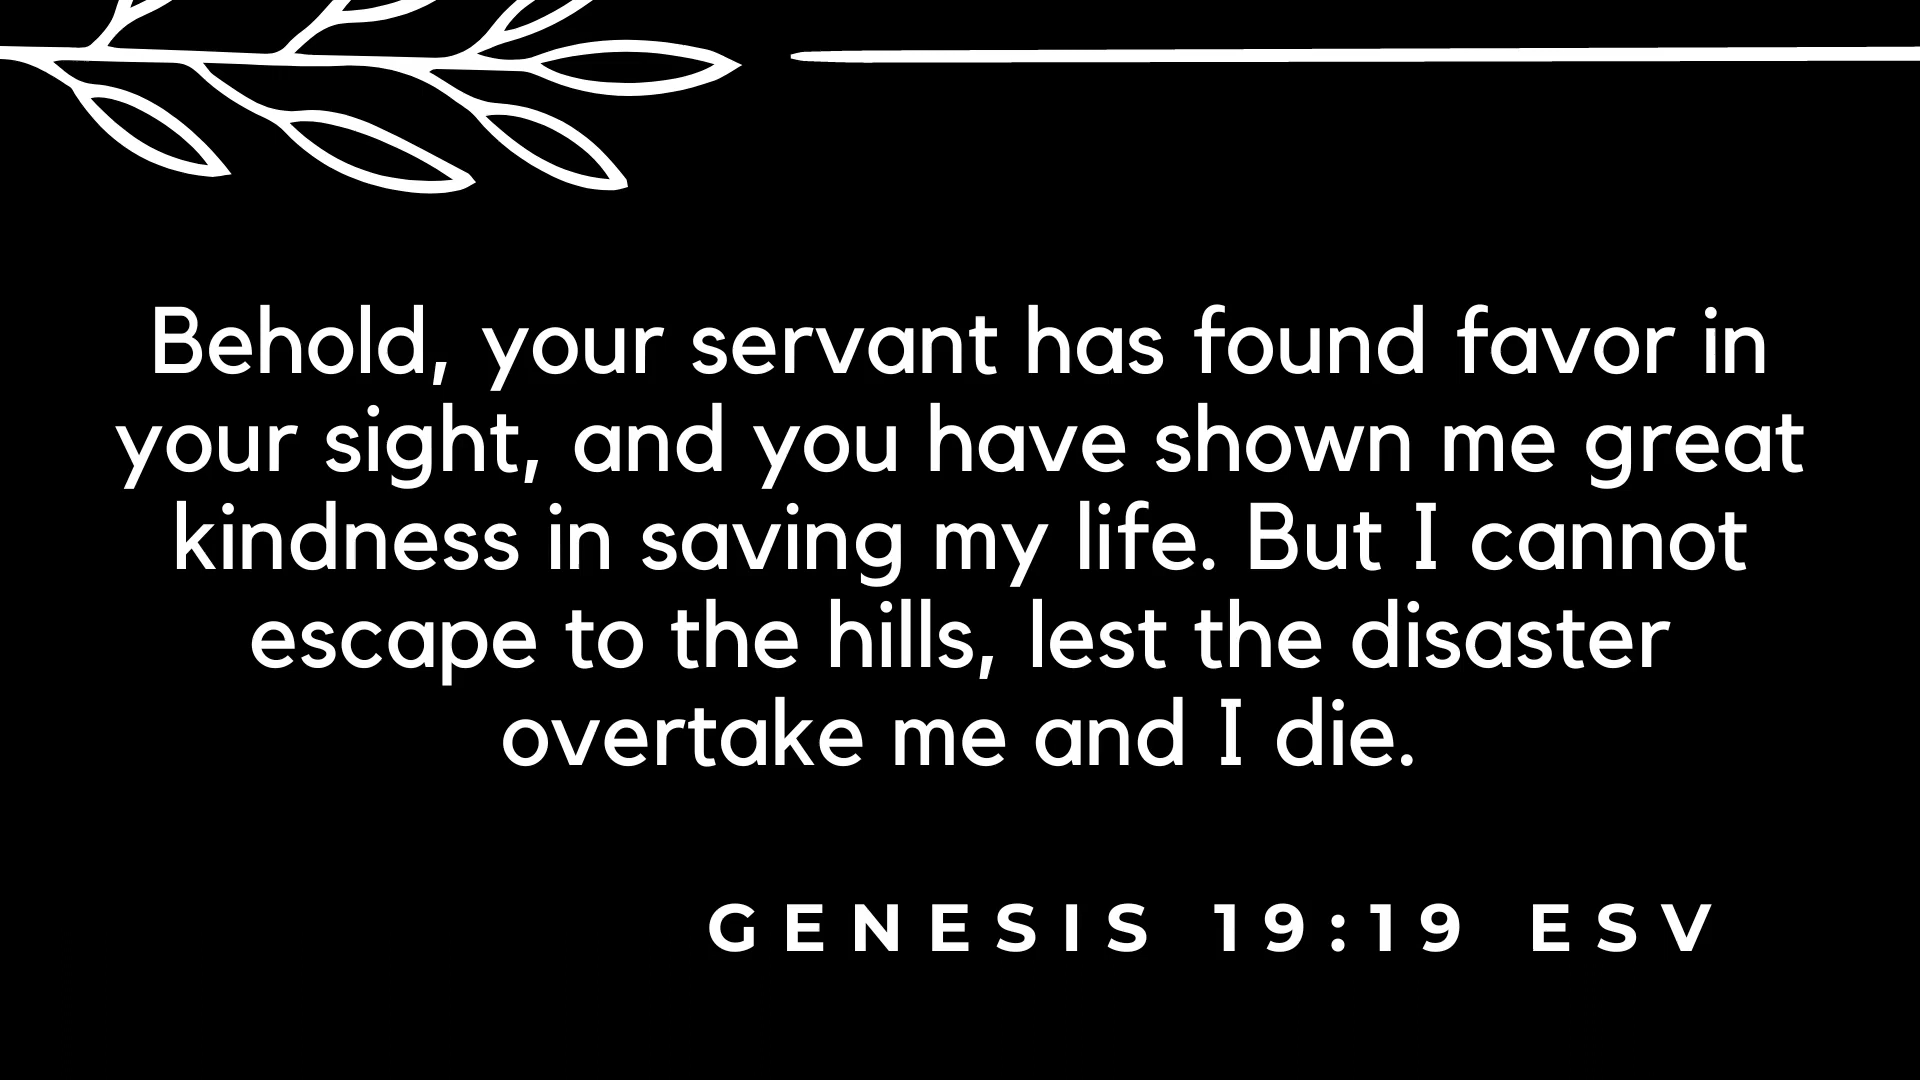 Behold, your servant has found favor in
your sight, and you have shown me great
kindness in saving my life. But I cannot
escape to the hills, lest the disaster
overtake me and I die.
GENESIS 19:19 ESV